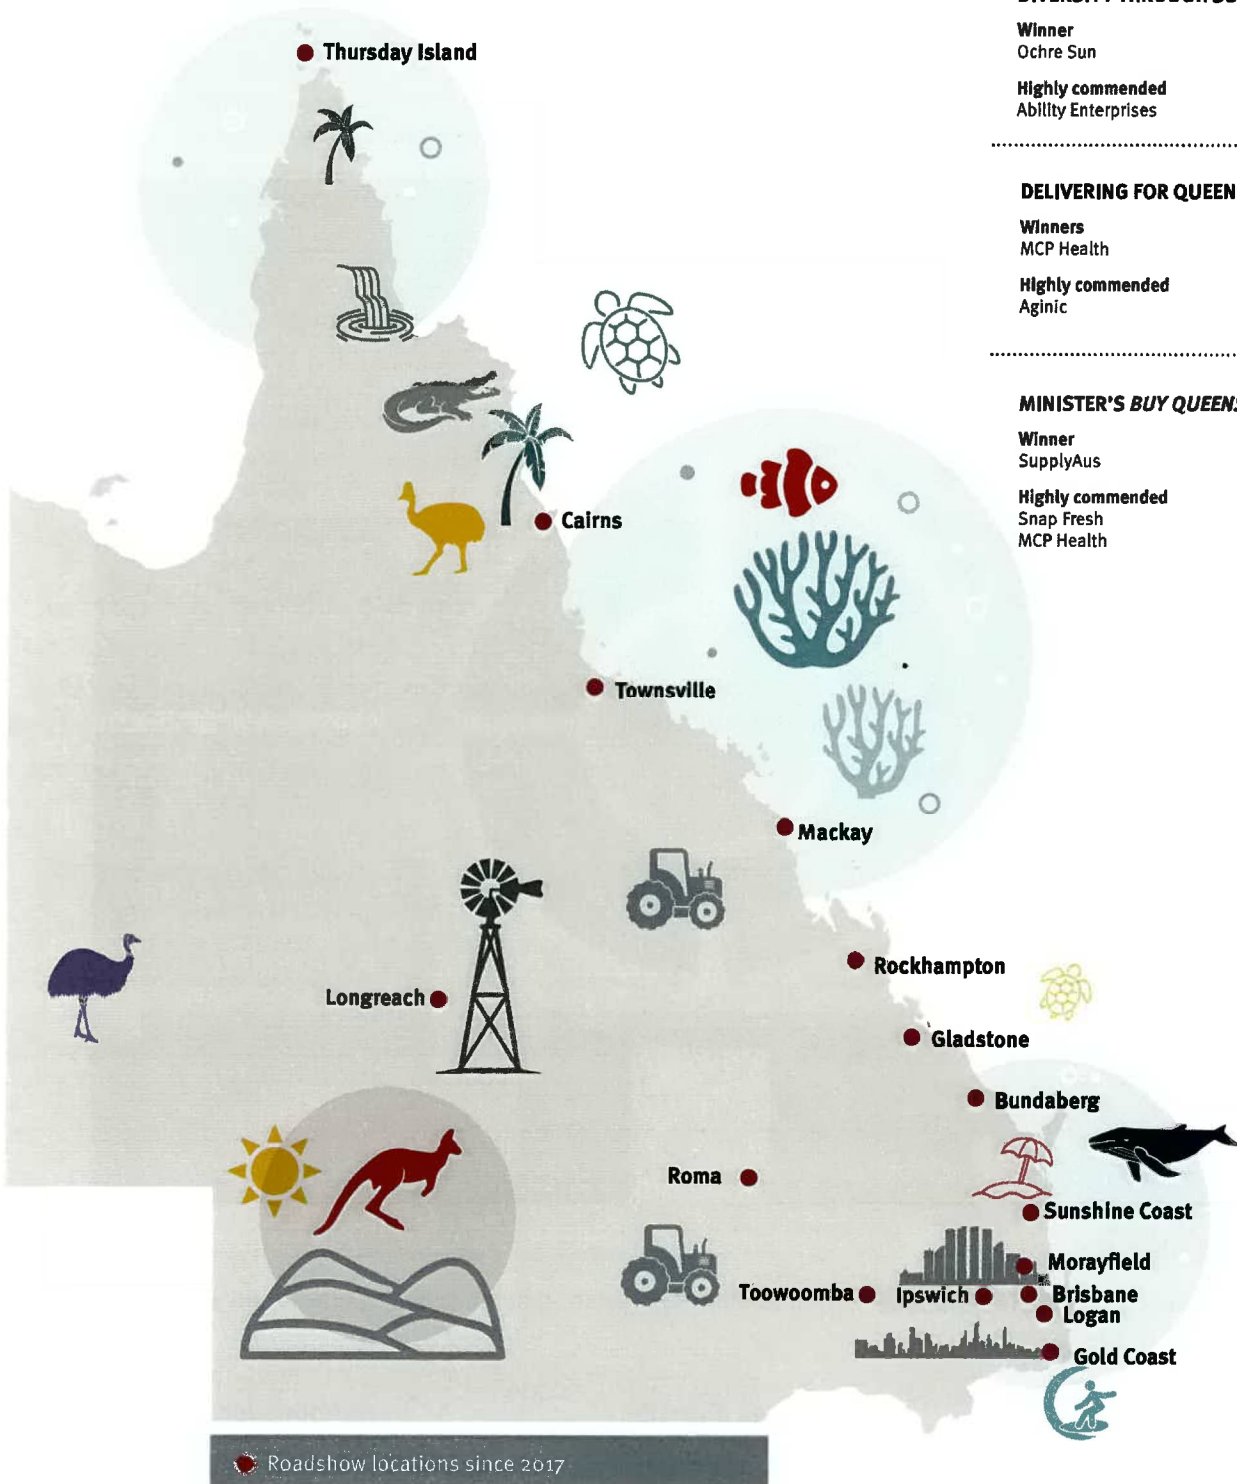 Thursday Island
Cairns
Townsville
Mackay
Rockhampton
Longreach
Gladstone
Bundaberg
Roma
Sunshine Coast
Morayfield
Toowoomba
Ipswich
Brisbane
Logan
Gold Coast
Roadshow locations since 2017
Winner
Ochre Sun
Highly commended
Ability Enterprises
DELIVERING FOR
Winners
MCP Health
Highly commended
Aginic
MINISTER'S BUY
Winner
SupplyAus
Highly commended
Snap Fresh
MCP Health